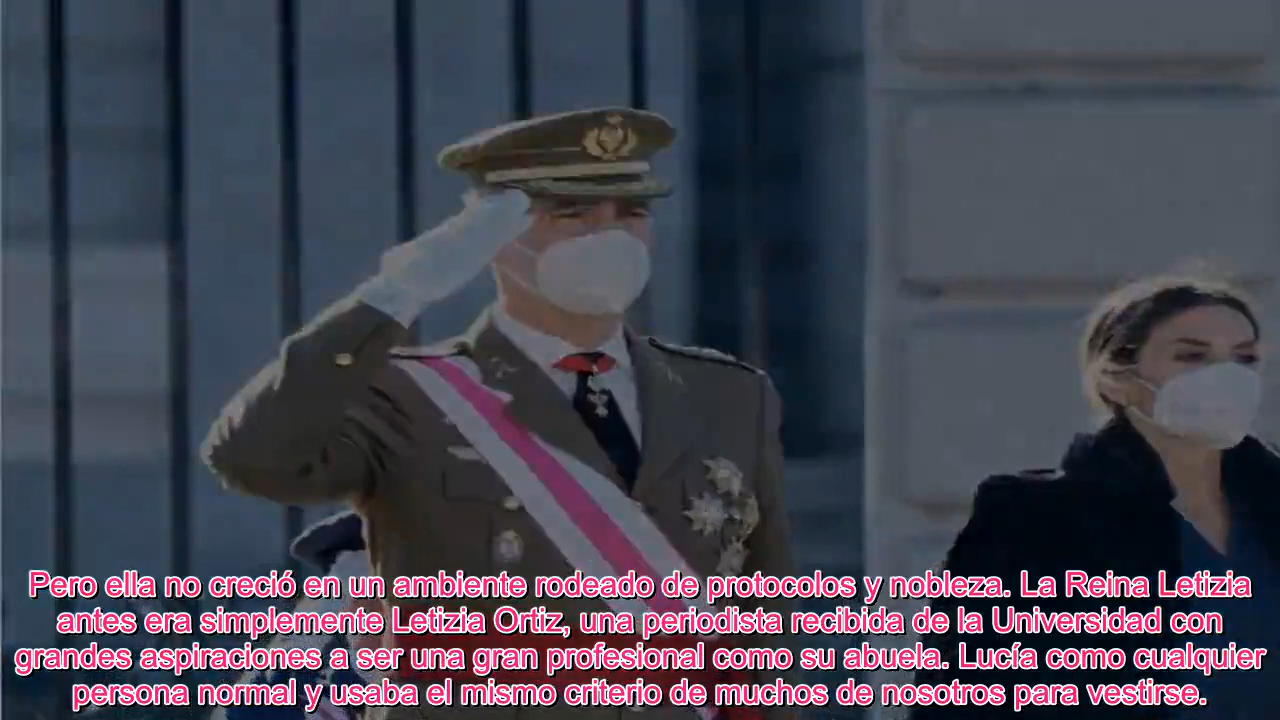 Pero ella no creció en un ambiente rodeado de protocolos y nobleza. La Reina Letizia
antes era simplemente Letizia Ortiz, una periodista recibida de la Universidad con
grandes aspiraciones a ser una gran profesional como su abuela. Lucía como cualquier
persona normal y usaba el mismo criterio de muchos de nosotros para vestirse.